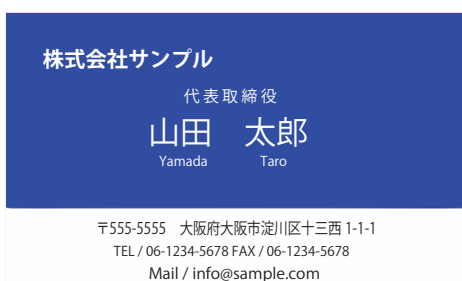 株式会社サンプル
代表取締役
山田　太郎
Yamada Taro
〒555-5555　大阪府大阪市淀川区十三西 1-1-1
TEL / 06-1234-5678 FAX / 06-1234-5678
Mail / info@sample.com